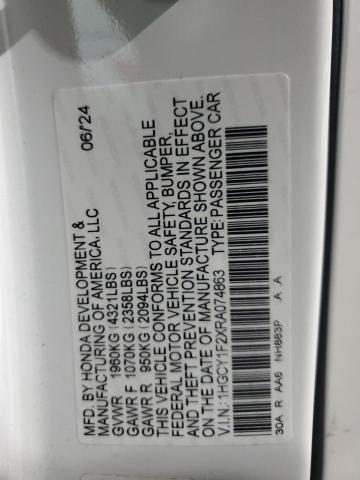 MFD. BY HONDA DEVELOPMENT & 06/24
MANUFACTURING OF AMERICA, LLC
GVWR 1960KG (4321LBS)
GAWR F 1070KG (2358LBS)
GAWR R 950KG (2094LBS)
THIS VEHICLE CONFORMS TO ALL APPLICABLE
FEDERAL MOTOR VEHICLE SAFETY, BUMPER,
AND THEFT PREVENTION STANDARDS IN EFFECT
ON THE DATE OF MANUFACTURE SHOWN ABOVE.
V.I.N.: 1HGCY1F2XRA074863 TYPE: PASSENGER CAR
30A R AA6 NH883P A A